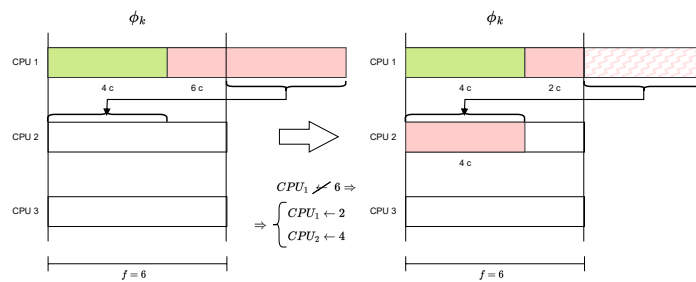 ϕₖ
CPU 1
4 c
6 c
CPU 2
CPU 3
f = 6
CPU₁ ↚ 6 ⇒
⇒ { CPU₁ ← 2
CPU₂ ← 4
ϕₖ
CPU 1
4 c
2 c
CPU 2
4 c
CPU 3
f = 6